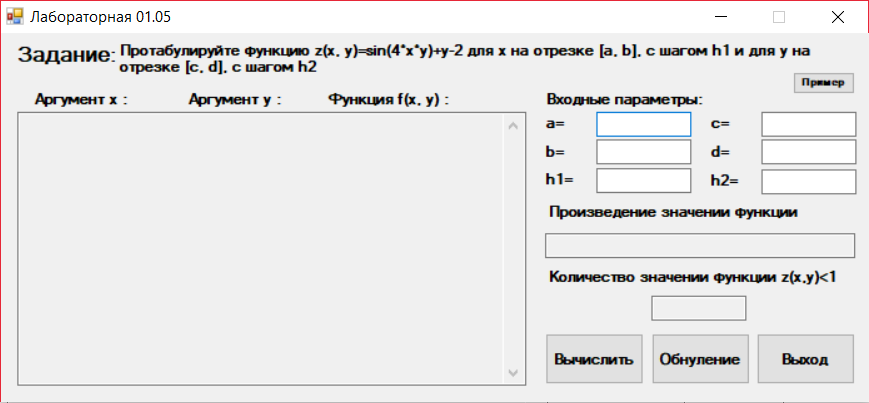 Лабораторная 01.05
Задание: Протабулируйте функцию z(x, y)=sin(4*x*y)+y-2 для x на отрезке [a, b], с шагом h1 и для y на
отрезке [c, d], с шагом h2
Пример
Аргумент x : Аргумент y : Функция f(x, y) : Входные параметры:
a= c=
b= d=
h1= h2=
Произведение значении функции
Количество значении функции z(x,y)<1
Вычислить Обнуление Выход